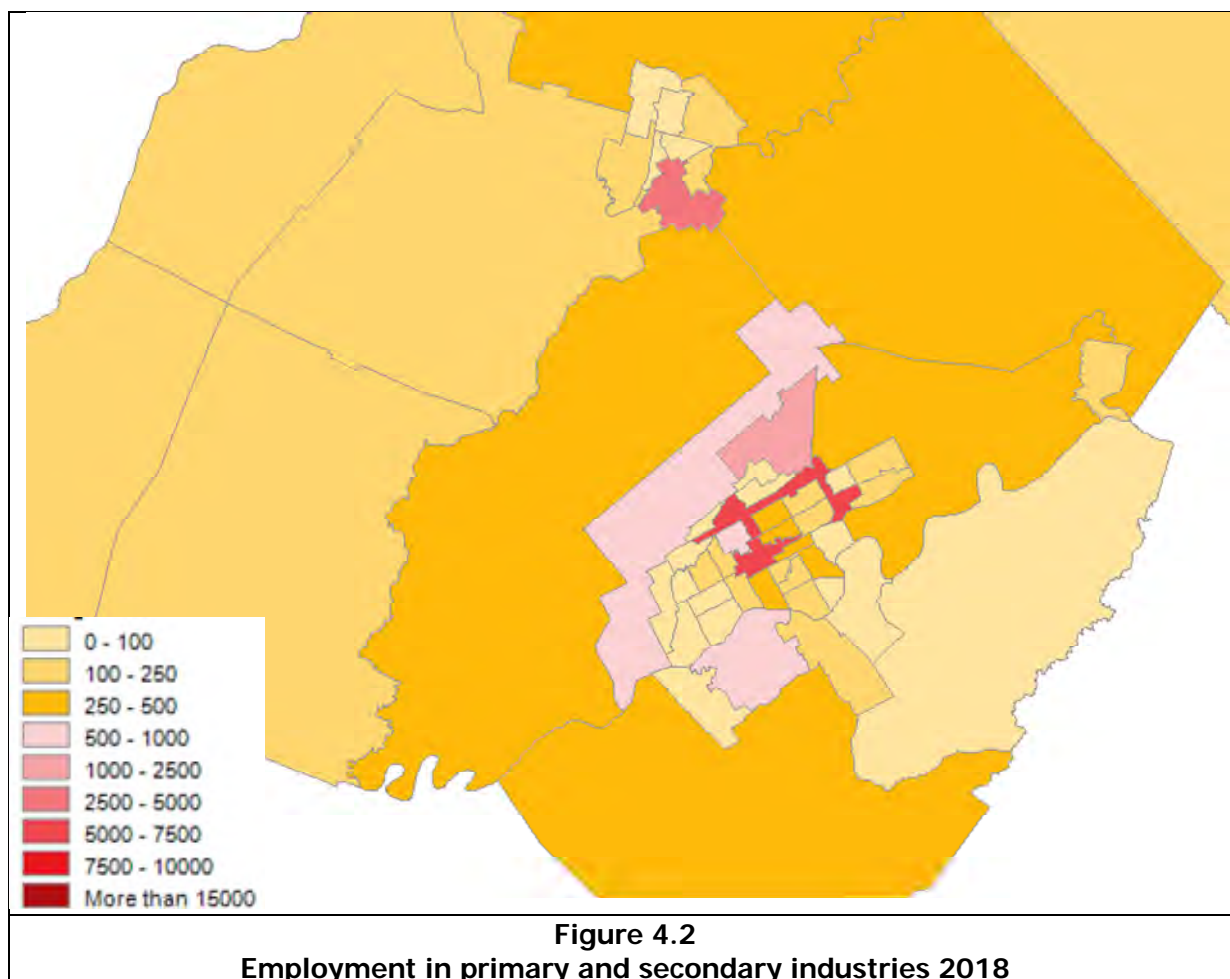 0 - 100
100 - 250
250 - 500
500 - 1000
1000 - 2500
2500 - 5000
5000 - 7500
7500 - 10000
More than 15000
Figure 4.2
Employment in primary and secondary industries 2018